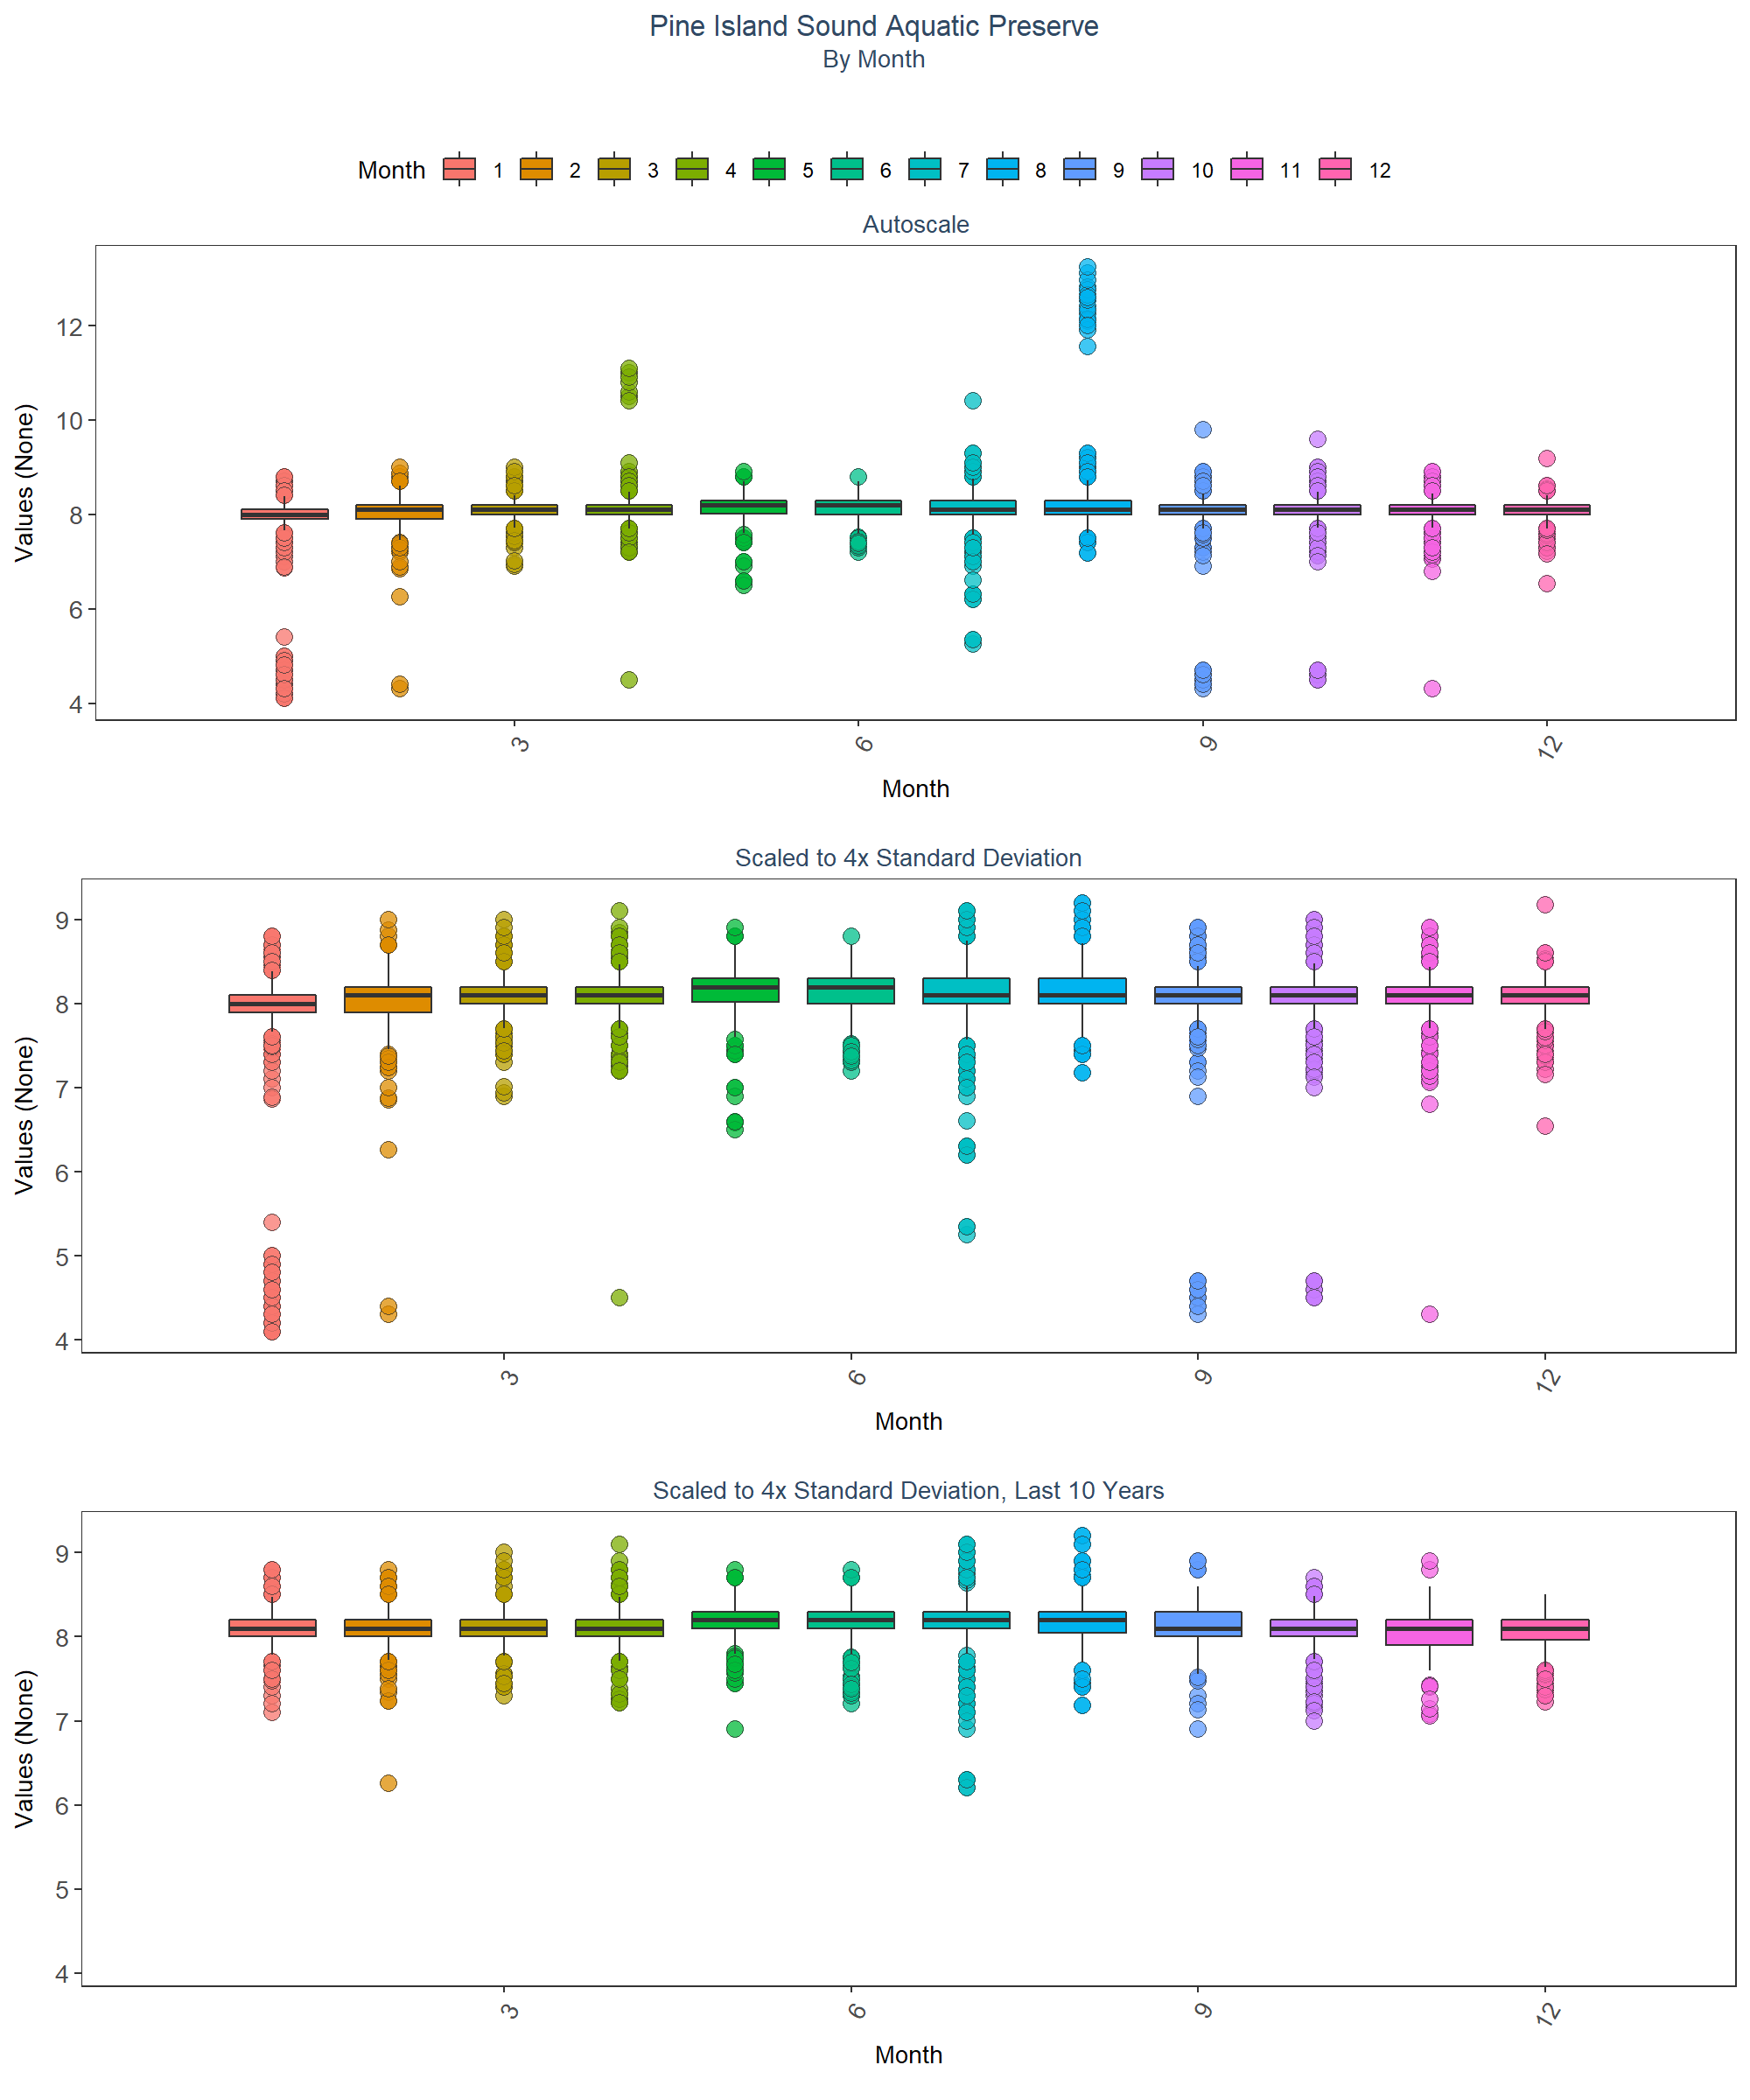 Pine Island Sound Aquatic Preserve
By Month
Month 1 2 3 4 5 6 7 8 9 10 11 12
Autoscale
Values (None)
12
10
8
6
4
3 6 9 12
Month
Scaled to 4x Standard Deviation
Values (None)
9
8
7
6
5
4
3 6 9 12
Month
Scaled to 4x Standard Deviation, Last 10 Years
Values (None)
9
8
7
6
5
4
3 6 9 12
Month